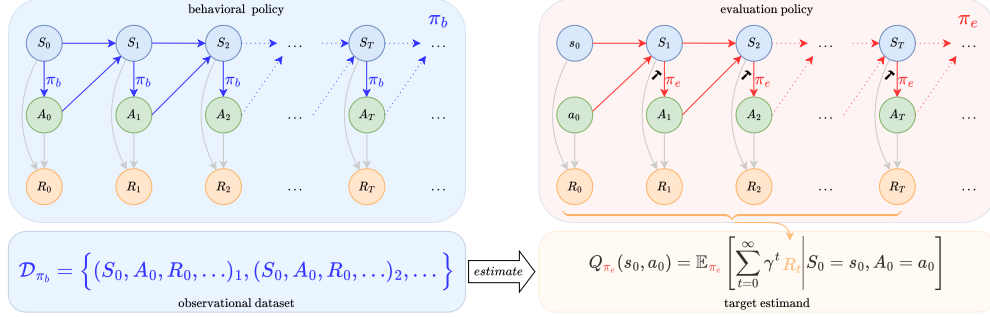 behavioral policy
π_b
S_0 S_1 S_2 … S_T …
π_b π_b π_b π_b
A_0 A_1 A_2 … A_T …
R_0 R_1 R_2 … R_T …
evaluation policy
π_e
s_0 S_1 S_2 … S_T …
π_e π_e π_e
a_0 A_1 A_2 … A_T …
R_0 R_1 R_2 … R_T …
𝒟_{π_b} = {(S_0, A_0, R_0, …)_1, (S_0, A_0, R_0, …)_2, …}
observational dataset
estimate
Q_{π_e}(s_0, a_0) = 𝔼_{π_e} [ ∑_{t=0}^{∞} γ^t R_t | S_0 = s_0, A_0 = a_0 ]
target estimand